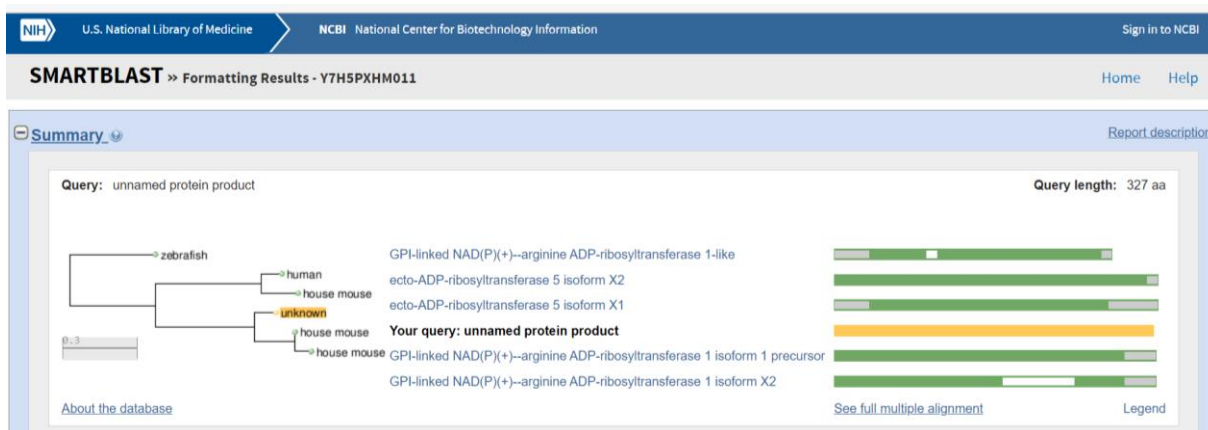 NIH U.S. National Library of Medicine NCBI National Center for Biotechnology Information Sign in to NCBI
SMARTBLAST » Formatting Results - Y7H5PXHM011 Home Help
Summary Report description
Query: unnamed protein product Query length: 327 aa
zebrafish GPI-linked NAD(P)(+)--arginine ADP-ribosyltransferase 1-like
human ecto-ADP-ribosyltransferase 5 isoform X2
house mouse ecto-ADP-ribosyltransferase 5 isoform X1
unknown
house mouse Your query: unnamed protein product
0.3
house mouse GPI-linked NAD(P)(+)--arginine ADP-ribosyltransferase 1 isoform 1 precursor
GPI-linked NAD(P)(+)--arginine ADP-ribosyltransferase 1 isoform X2
About the database See full multiple alignment Legend